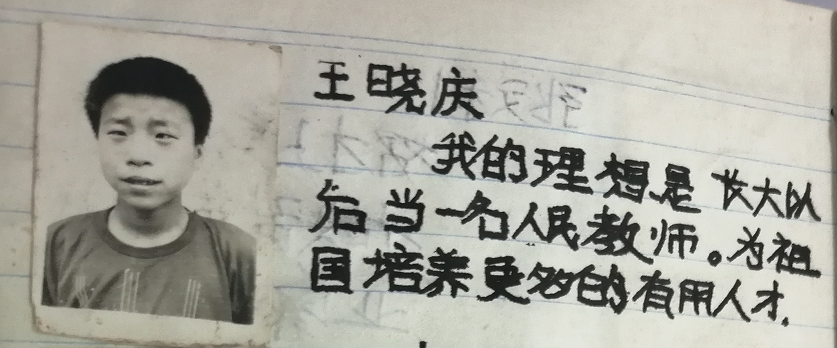 王晓庆
我的理想是长大以
后当一名人民教师。为祖
国培养更多的有用人才.